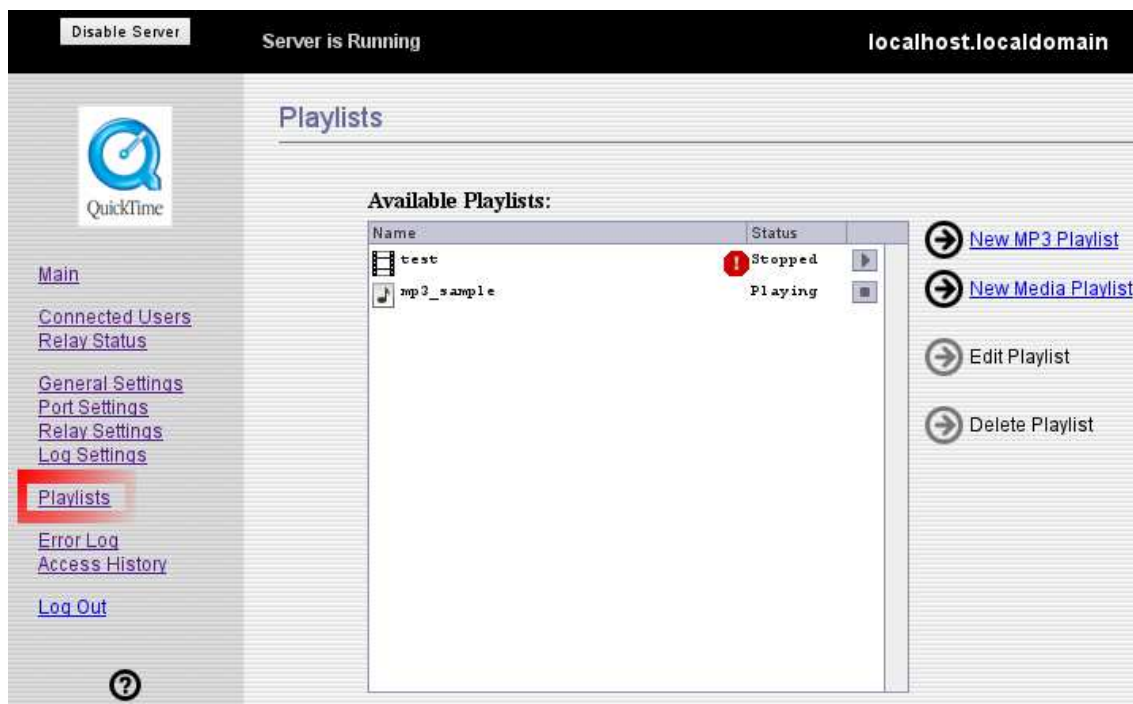 Disable Server
Server is Running
localhost.localdomain
QuickTime
Main
Connected Users
Relay Status
General Settings
Port Settings
Relay Settings
Log Settings
Playlists
Error Log
Access History
Log Out
?
Playlists
Available Playlists:
Name Status
test ! Stopped
mp3_sample Playing
New MP3 Playlist
New Media Playlist
Edit Playlist
Delete Playlist